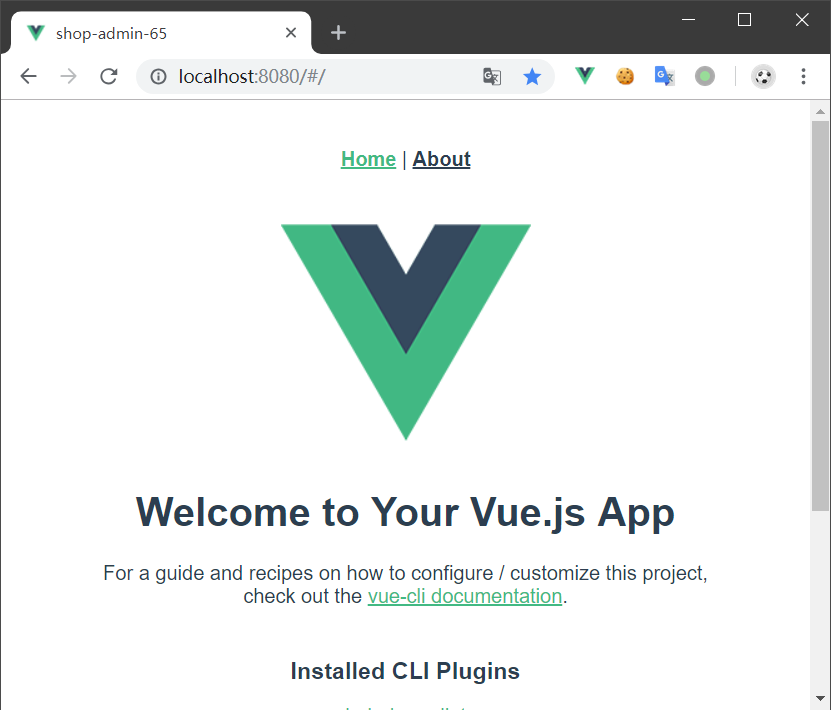 shop-admin-65
localhost:8080/#/
Home | About
Welcome to Your Vue.js App
For a guide and recipes on how to configure / customize this project,
check out the vue-cli documentation.
Installed CLI Plugins